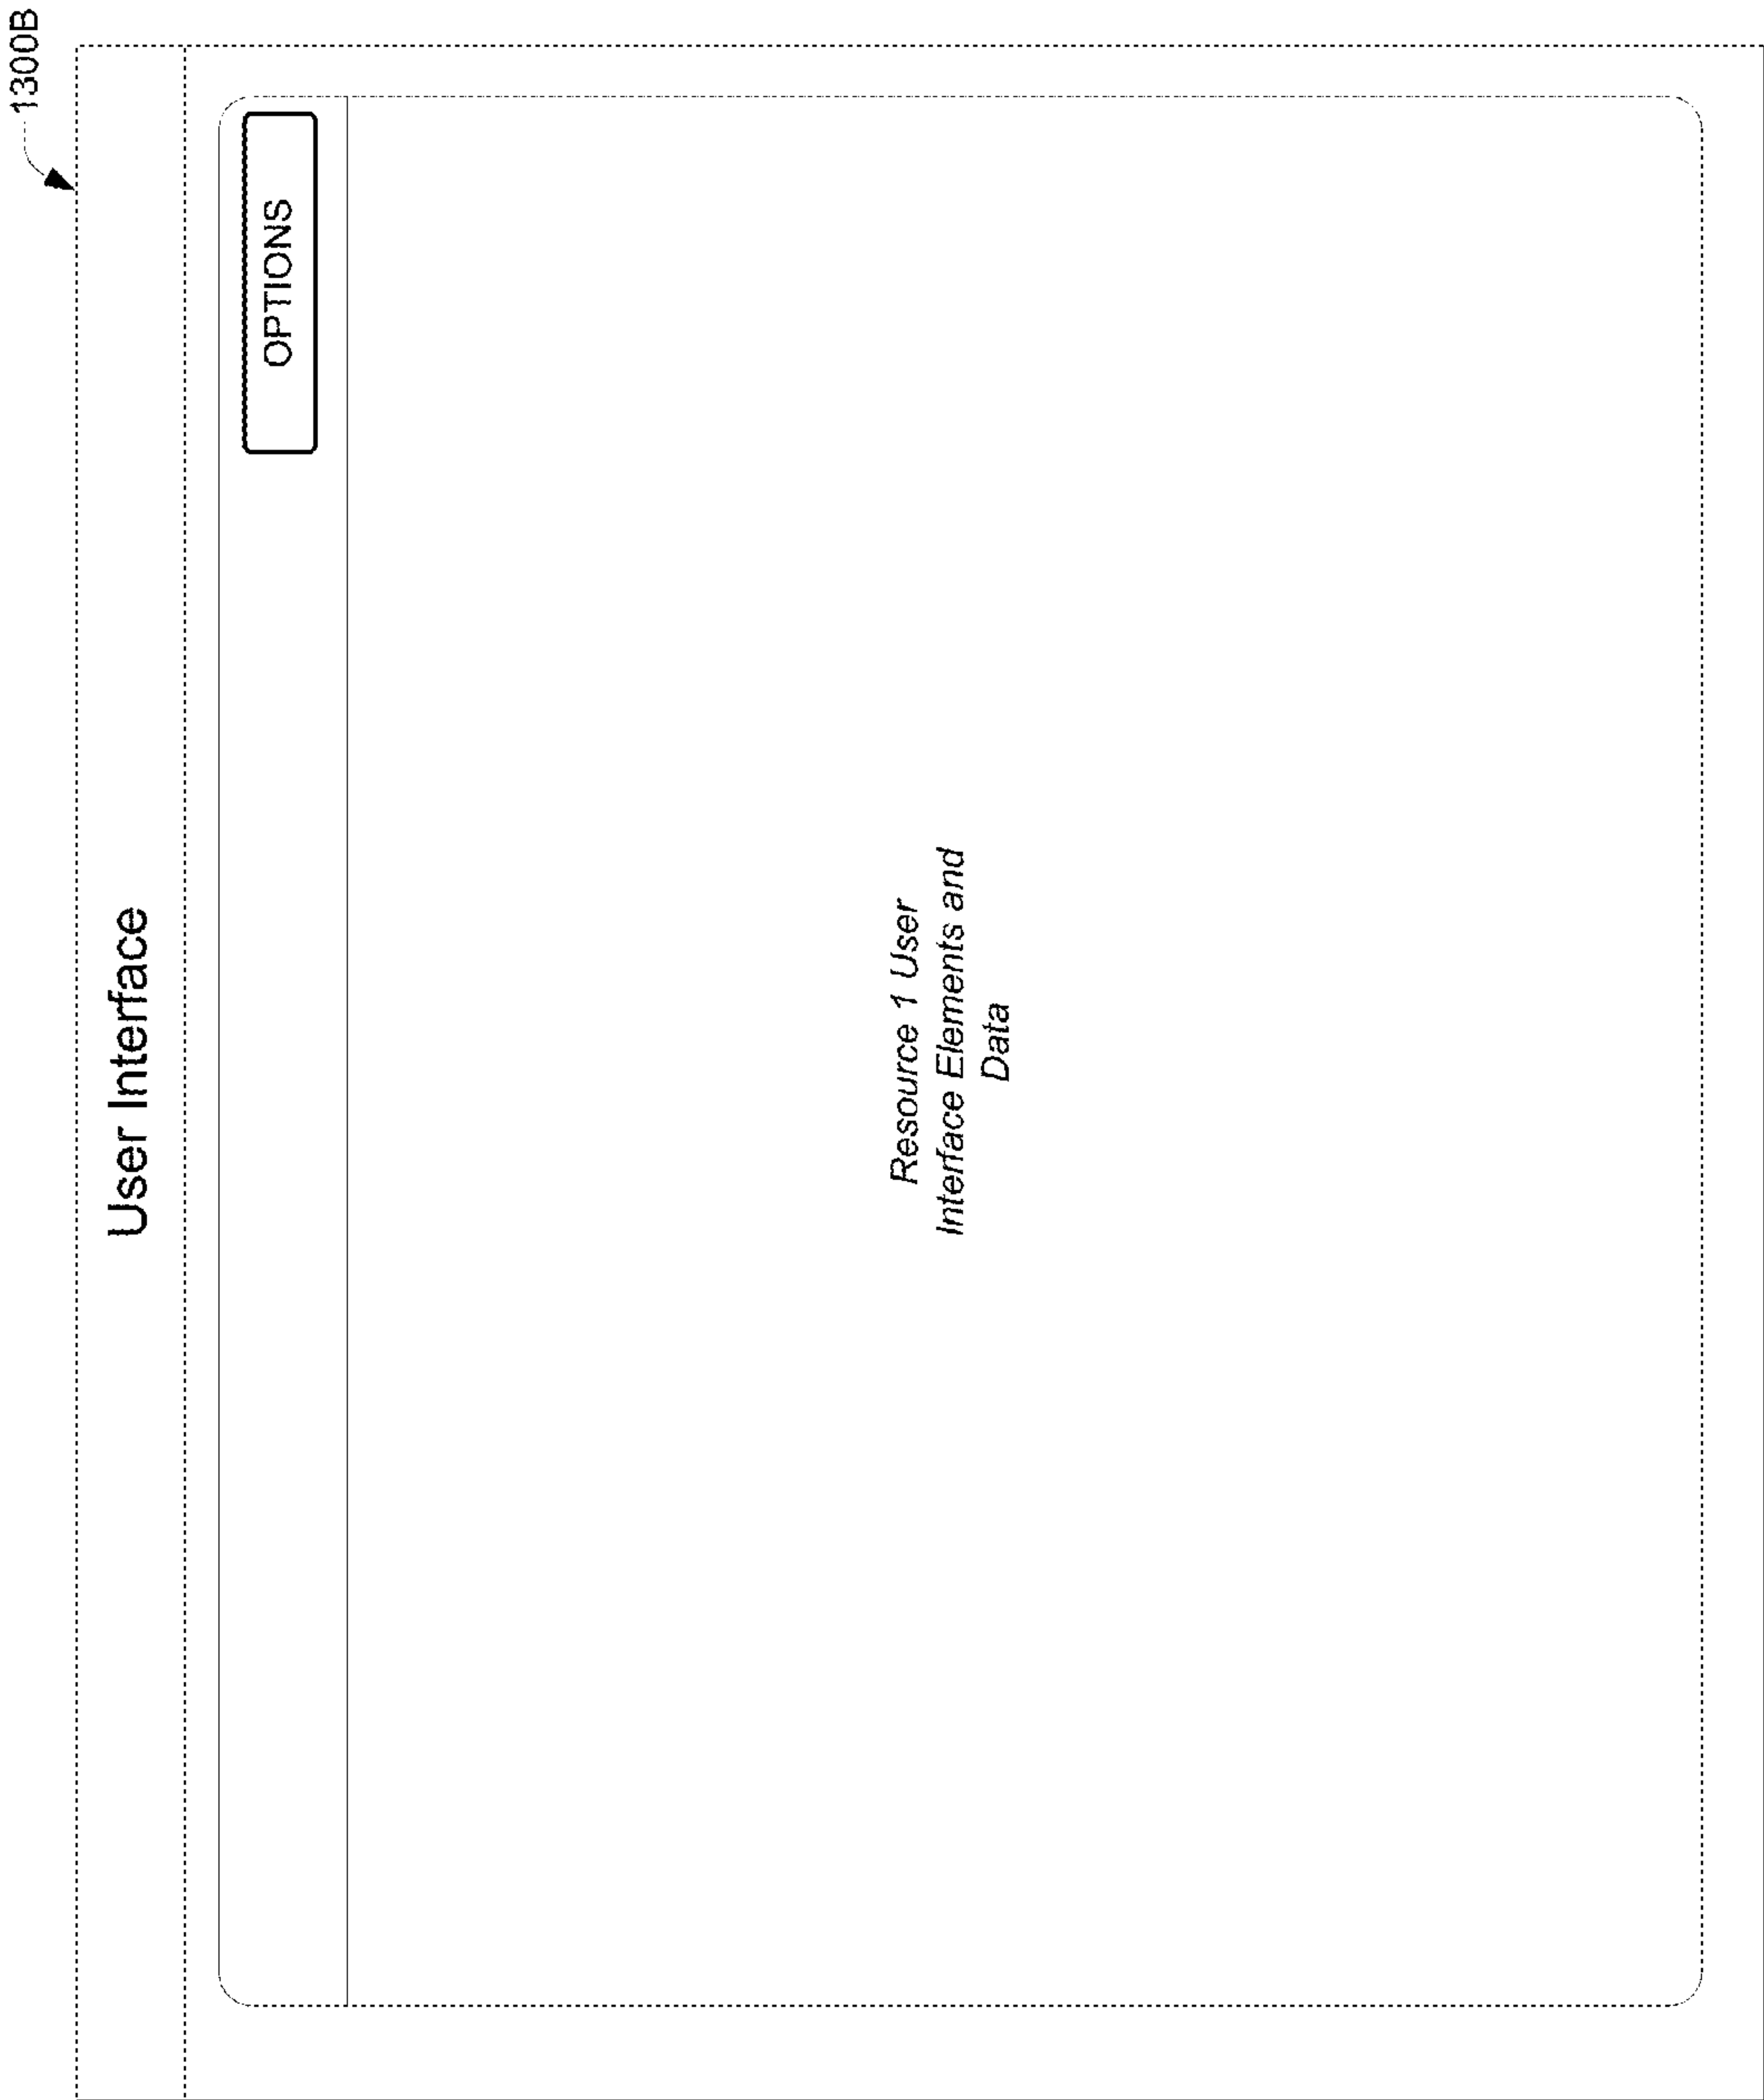 1300B
User Interface
OPTIONS
Resource 1 User
Interface Elements and
Data